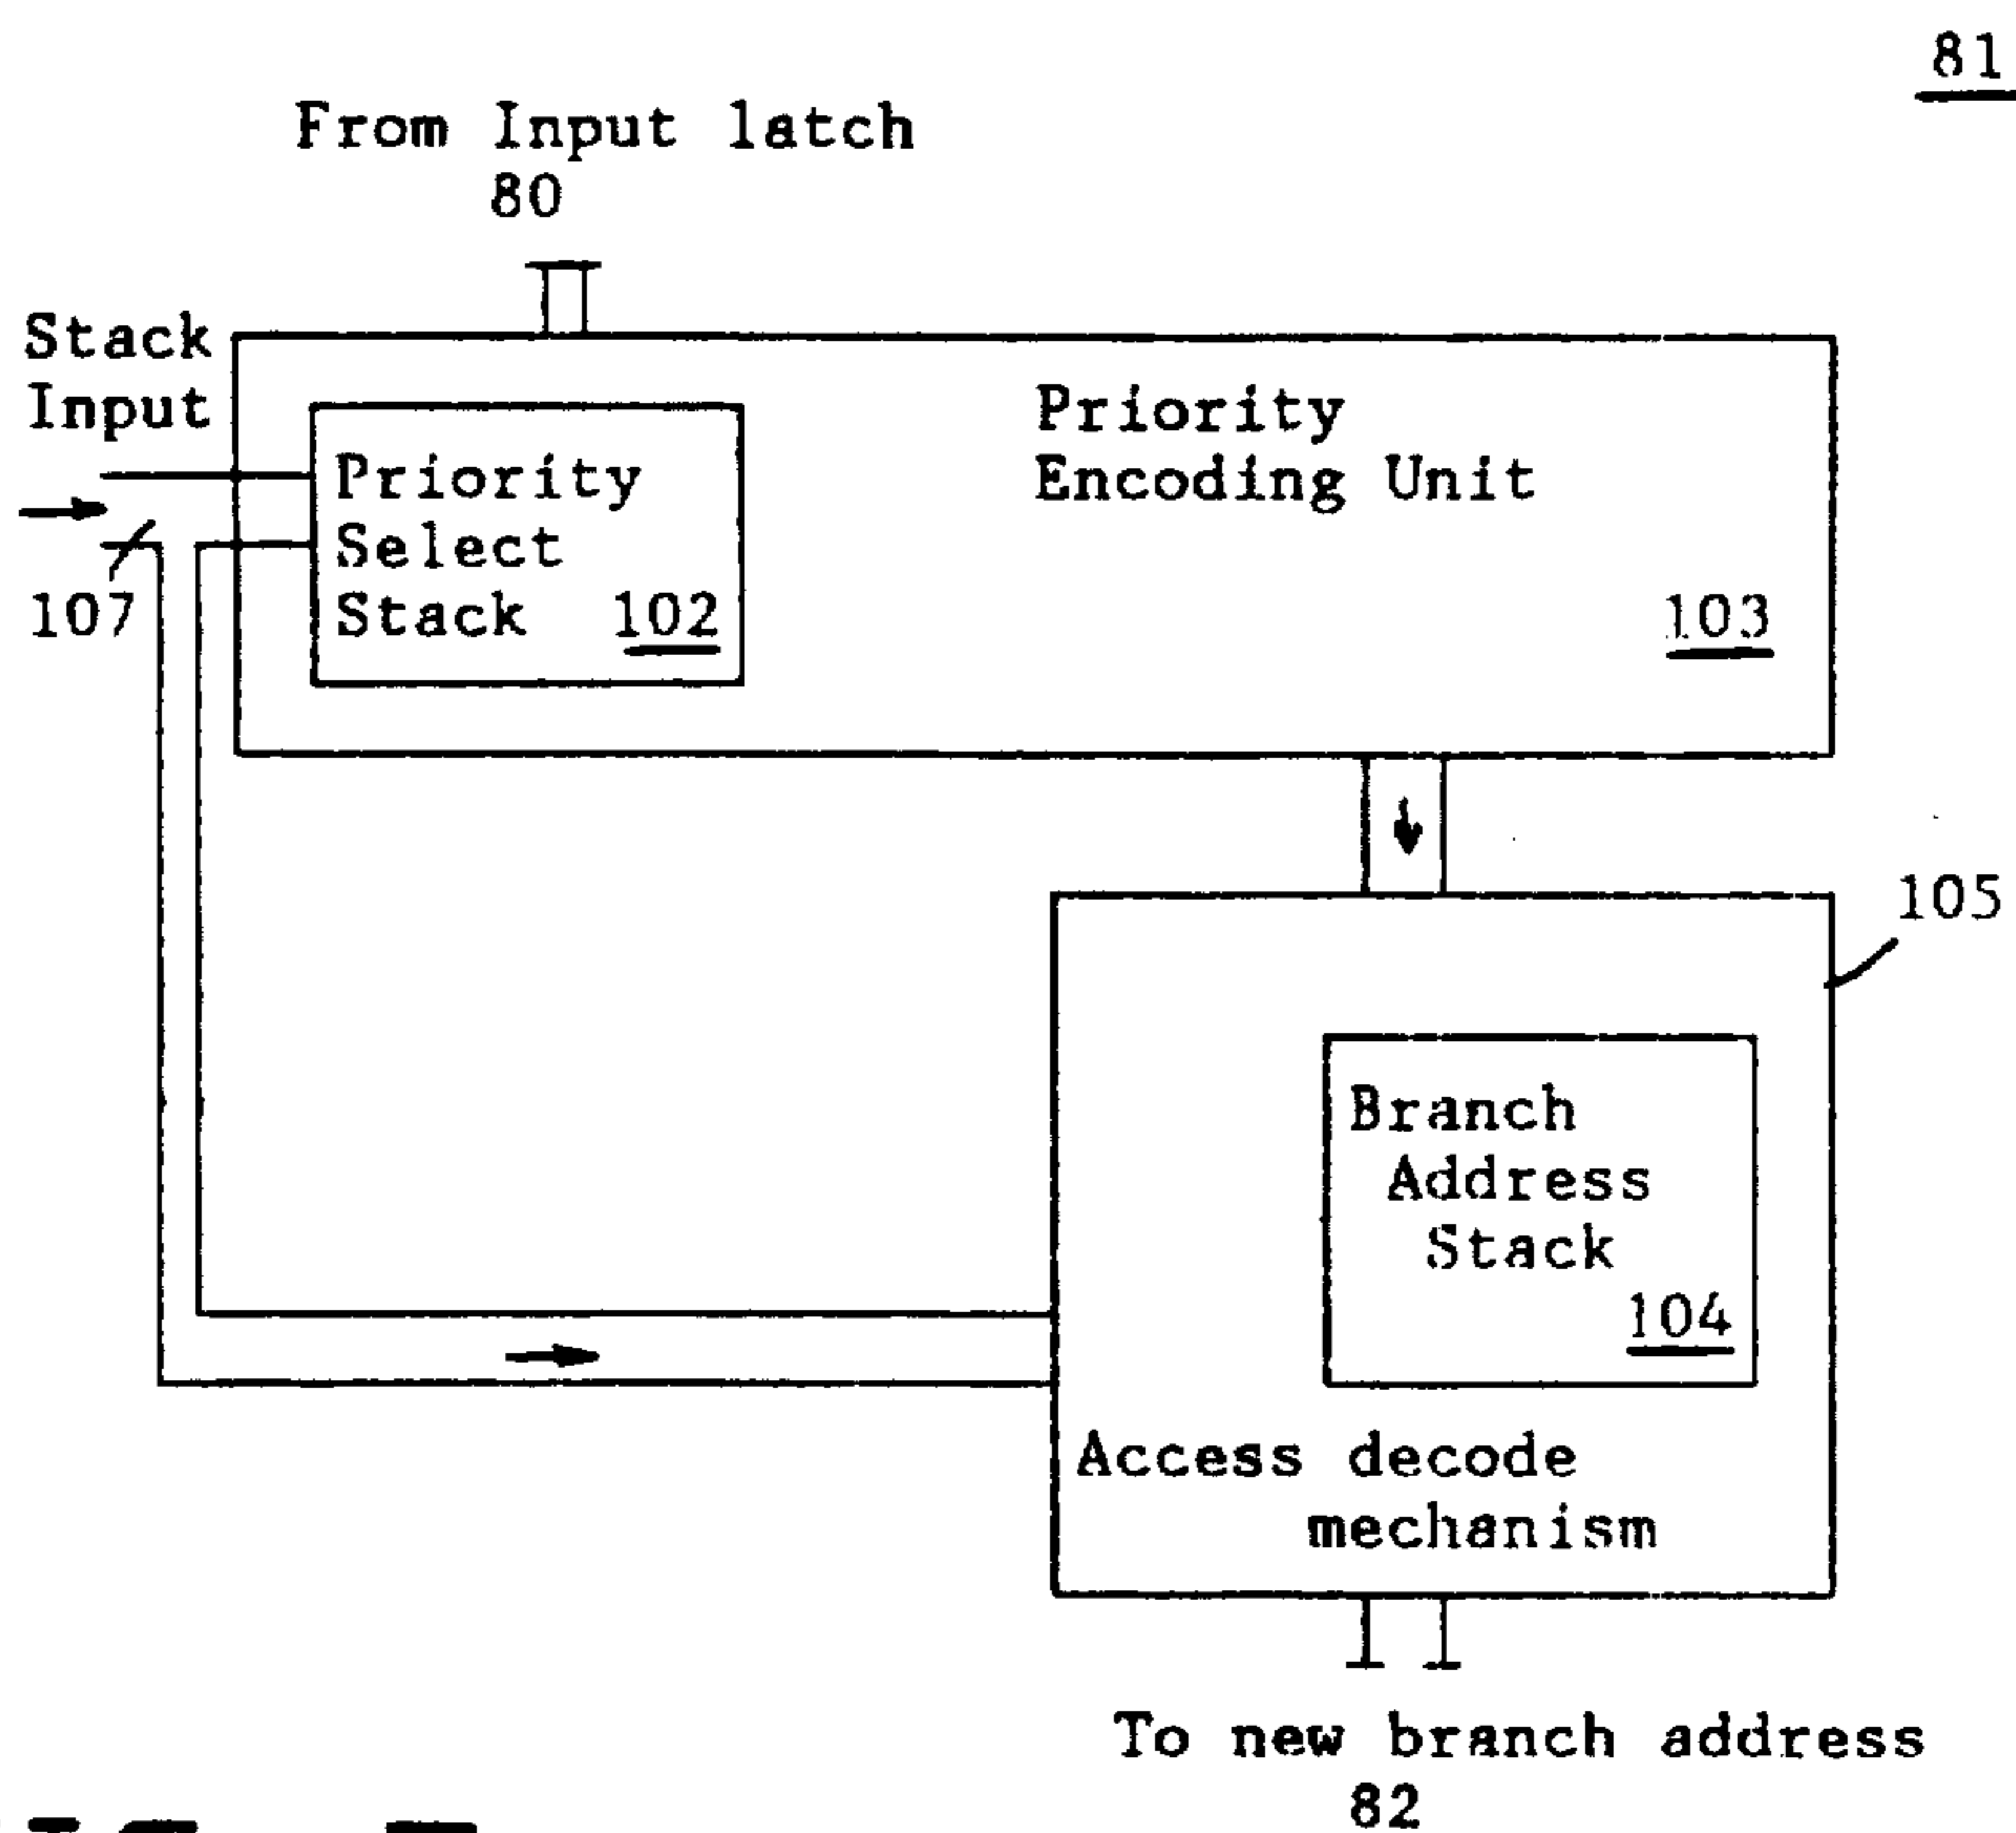 81
From Input latch
80
Stack
Input
Priority
Encoding Unit
Priority
Select
Stack 102
103
107
105
Branch
Address
Stack
104
Access decode
mechanism
To new branch address
82